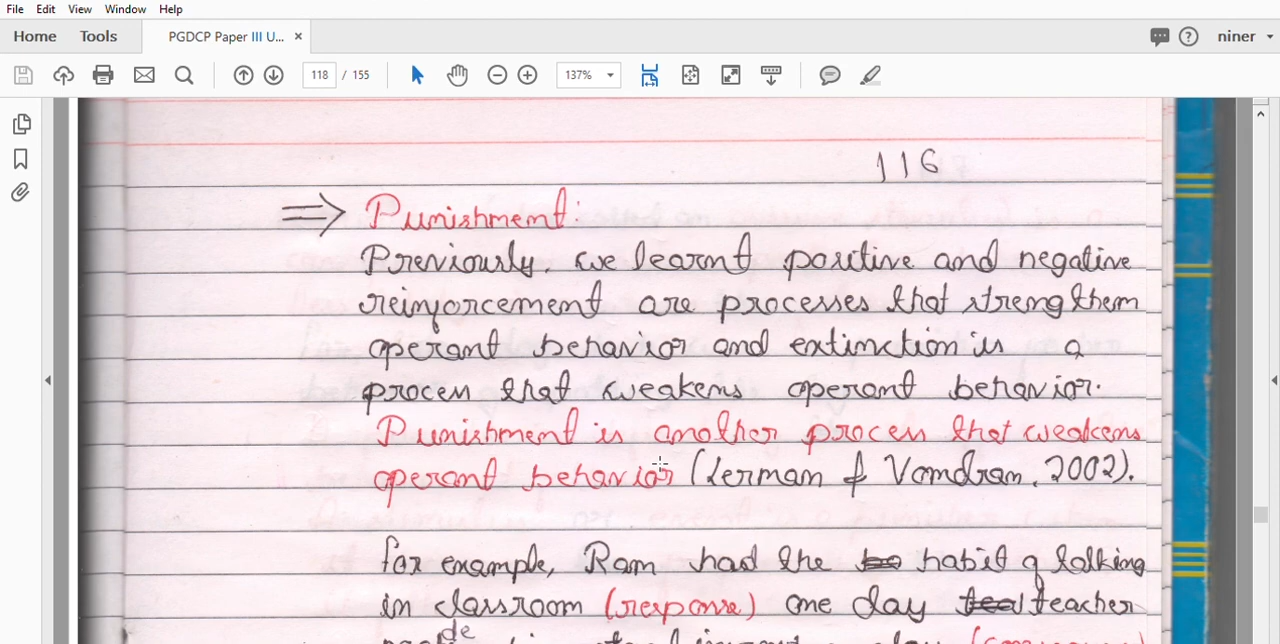 File Edit View Window Help
Home Tools PGDCP Paper III U... × niner
118 / 155 137%
116
⇒ Punishment:
Previously, we learnt positive and negative
reinforcement are processes that strengthem
operant behavior and extinction is a
process that weakens operant behavior.
Punishment is another process that weakens
operant behavior (Lerman & Vorndran, 2002).
for example, Ram had the habit of talking
in classroom (response) one day teacher